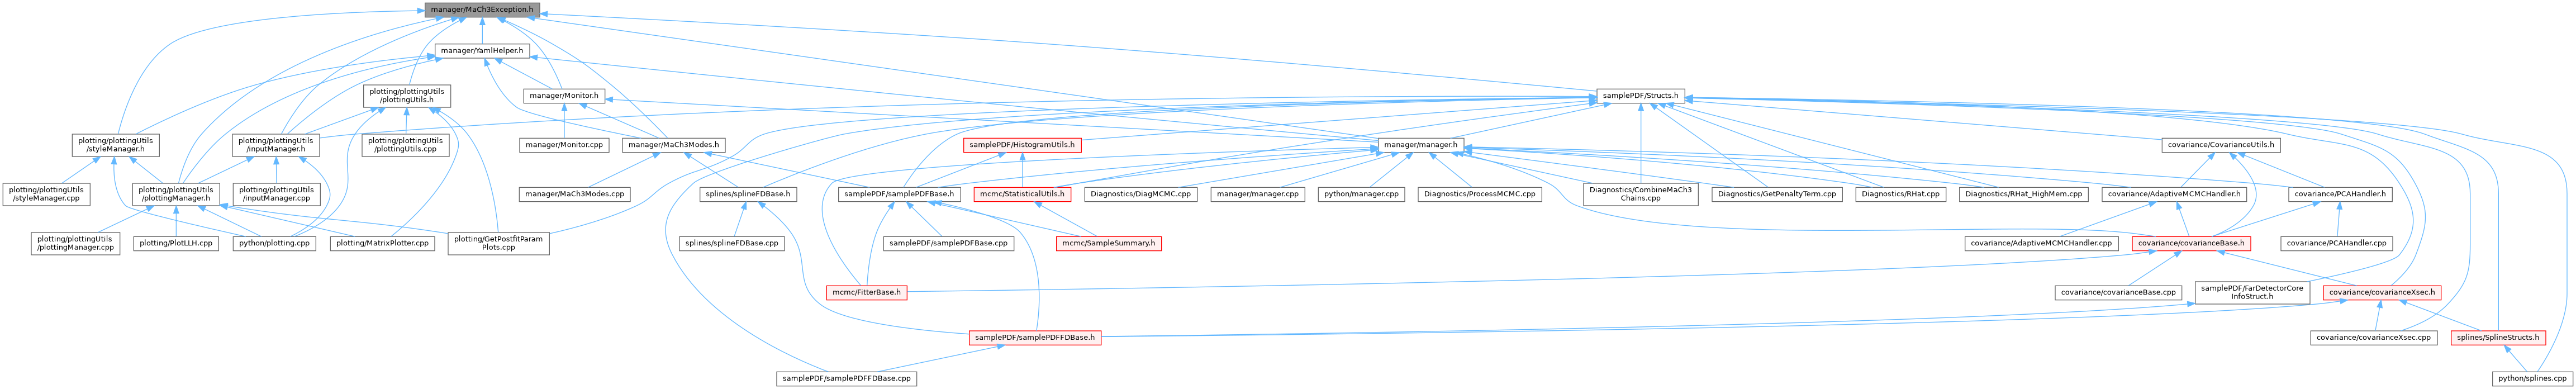 manager/MaCh3Exception.h
manager/YamlHelper.h
plotting/plottingUtils
/plottingUtils.h
manager/Monitor.h
samplePDF/Structs.h
plotting/plottingUtils
/styleManager.h
plotting/plottingUtils
/inputManager.h
plotting/plottingUtils
/plottingUtils.cpp
manager/Monitor.cpp
manager/MaCh3Modes.h
samplePDF/HistogramUtils.h
manager/manager.h
covariance/CovarianceUtils.h
plotting/plottingUtils
/styleManager.cpp
plotting/plottingUtils
/plottingManager.h
plotting/plottingUtils
/inputManager.cpp
manager/MaCh3Modes.cpp
splines/splineFDBase.h
samplePDF/samplePDFBase.h
mcmc/StatisticalUtils.h
Diagnostics/DiagMCMC.cpp
manager/manager.cpp
python/manager.cpp
Diagnostics/ProcessMCMC.cpp
Diagnostics/CombineMaCh3
Chains.cpp
Diagnostics/GetPenaltyTerm.cpp
Diagnostics/RHat.cpp
Diagnostics/RHat_HighMem.cpp
covariance/AdaptiveMCMCHandler.h
covariance/PCAHandler.h
plotting/plottingUtils
/plottingManager.cpp
plotting/PlotLLH.cpp
python/plotting.cpp
plotting/MatrixPlotter.cpp
plotting/GetPostfitParam
Plots.cpp
splines/splineFDBase.cpp
samplePDF/samplePDFBase.cpp
mcmc/SampleSummary.h
covariance/AdaptiveMCMCHandler.cpp
covariance/covarianceBase.h
covariance/PCAHandler.cpp
mcmc/FitterBase.h
covariance/covarianceBase.cpp
samplePDF/FarDetectorCore
InfoStruct.h
covariance/covarianceXsec.h
samplePDF/samplePDFFDBase.h
covariance/covarianceXsec.cpp
splines/SplineStructs.h
samplePDF/samplePDFFDBase.cpp
python/splines.cpp